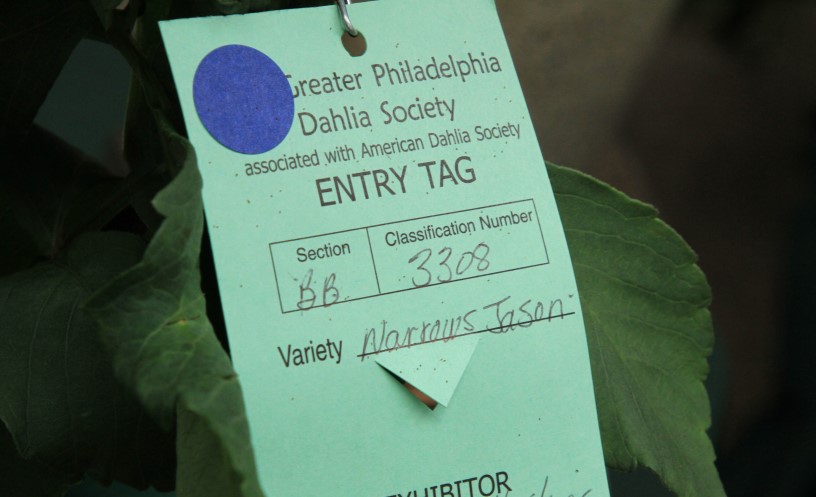 Greater Philadelphia
Dahlia Society
associated with American Dahlia Society
ENTRY TAG
Section Classification Number
BB 3308
Variety Narrows Jason
EXHIBITOR